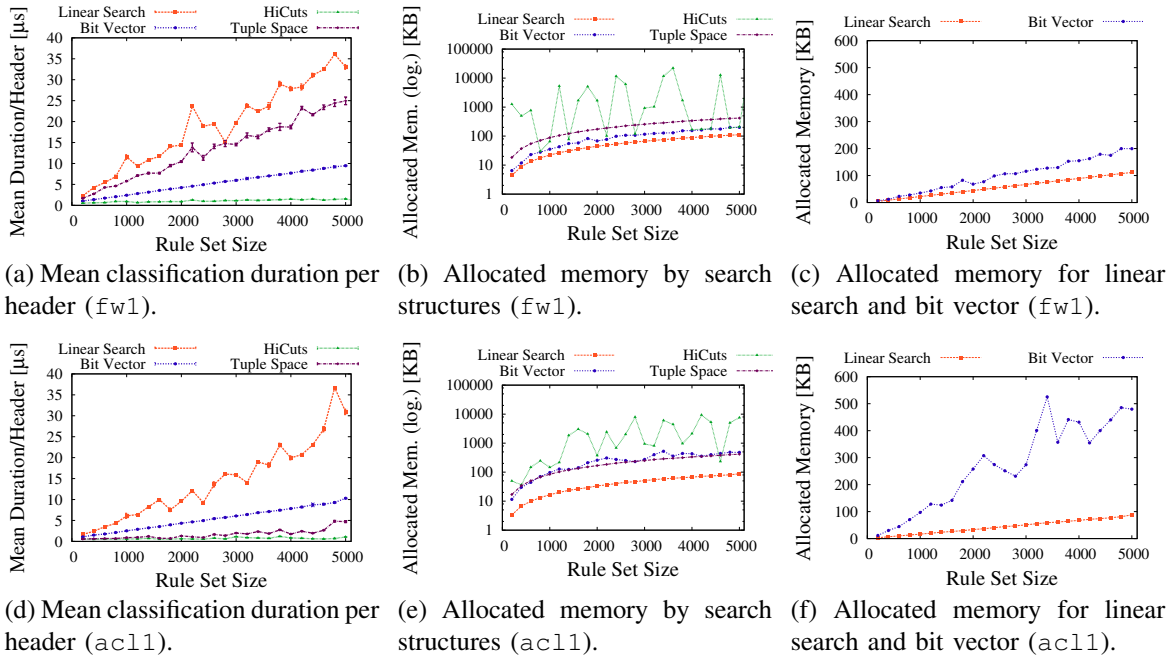 Linear Search
Bit Vector
HiCuts
Tuple Space
Mean Duration/Header [µs]
40
35
30
25
20
15
10
5
0
0 1000 2000 3000 4000 5000
Rule Set Size
(a) Mean classification duration per
header (fw1).
Linear Search
Bit Vector
HiCuts
Tuple Space
Allocated Mem. (log.) [KB]
100000
10000
1000
100
10
1
0 1000 2000 3000 4000 5000
Rule Set Size
(b) Allocated memory by search
structures (fw1).
Linear Search
Bit Vector
Allocated Memory [KB]
600
500
400
300
200
100
0
0 1000 2000 3000 4000 5000
Rule Set Size
(c) Allocated memory for linear
search and bit vector (fw1).
Linear Search
Bit Vector
HiCuts
Tuple Space
Mean Duration/Header [µs]
40
35
30
25
20
15
10
5
0
0 1000 2000 3000 4000 5000
Rule Set Size
(d) Mean classification duration per
header (acl1).
Linear Search
Bit Vector
HiCuts
Tuple Space
Allocated Mem. (log.) [KB]
100000
10000
1000
100
10
1
0 1000 2000 3000 4000 5000
Rule Set Size
(e) Allocated memory by search
structures (acl1).
Linear Search
Bit Vector
Allocated Memory [KB]
600
500
400
300
200
100
0
0 1000 2000 3000 4000 5000
Rule Set Size
(f) Allocated memory for linear
search and bit vector (acl1).